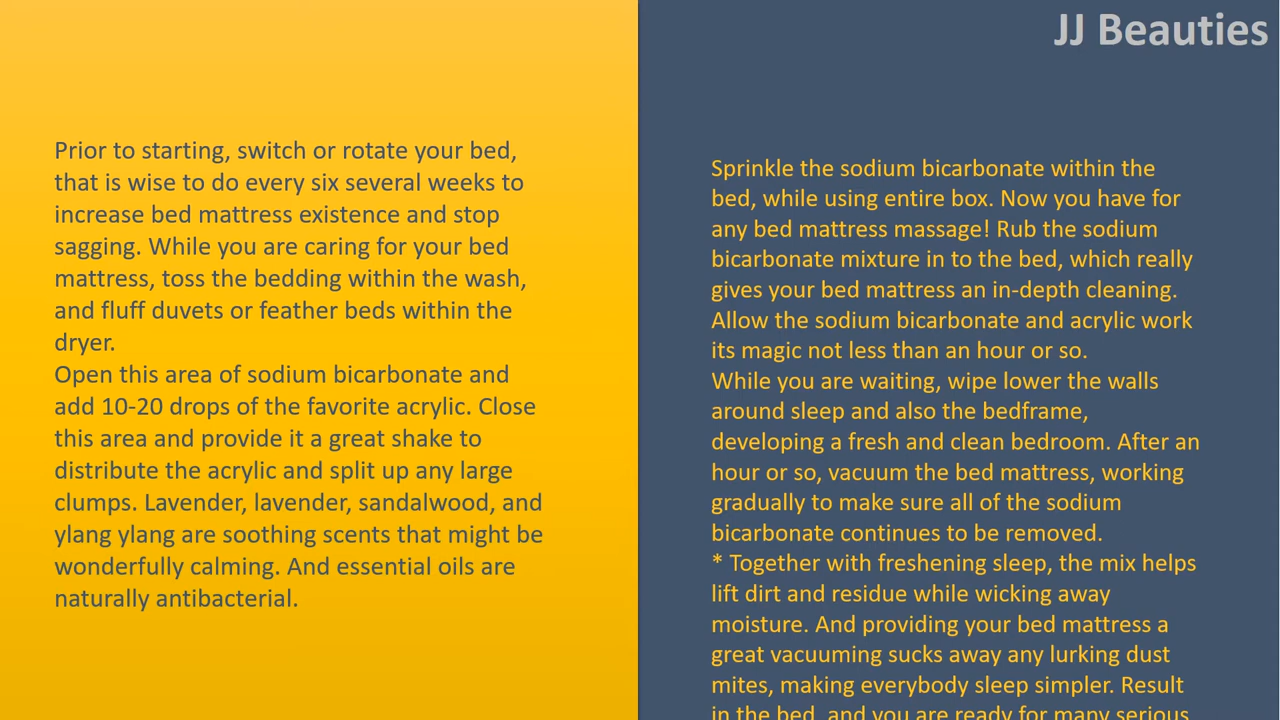 JJ Beauties
Prior to starting, switch or rotate your bed,
that is wise to do every six several weeks to
increase bed mattress existence and stop
sagging. While you are caring for your bed
mattress, toss the bedding within the wash,
and fluff duvets or feather beds within the
dryer.
Open this area of sodium bicarbonate and
add 10-20 drops of the favorite acrylic. Close
this area and provide it a great shake to
distribute the acrylic and split up any large
clumps. Lavender, lavender, sandalwood, and
ylang ylang are soothing scents that might be
wonderfully calming. And essential oils are
naturally antibacterial.
Sprinkle the sodium bicarbonate within the
bed, while using entire box. Now you have for
any bed mattress massage! Rub the sodium
bicarbonate mixture in to the bed, which really
gives your bed mattress an in-depth cleaning.
Allow the sodium bicarbonate and acrylic work
its magic not less than an hour or so.
While you are waiting, wipe lower the walls
around sleep and also the bedframe,
developing a fresh and clean bedroom. After an
hour or so, vacuum the bed mattress, working
gradually to make sure all of the sodium
bicarbonate continues to be removed.
* Together with freshening sleep, the mix helps
lift dirt and residue while wicking away
moisture. And providing your bed mattress a
great vacuuming sucks away any lurking dust
mites, making everybody sleep simpler. Result
in the bed, and you are ready for many serious